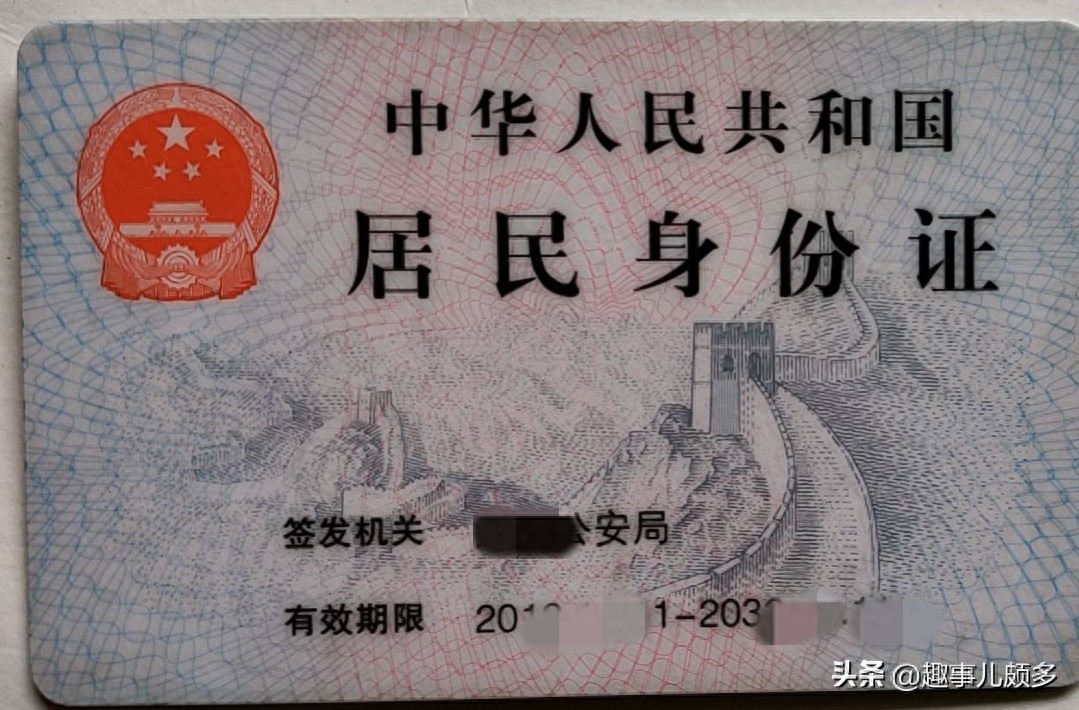 中华人民共和国
居民身份证
签发机关 公安局
有效期限 201 1-203
头条 @趣事儿颇多